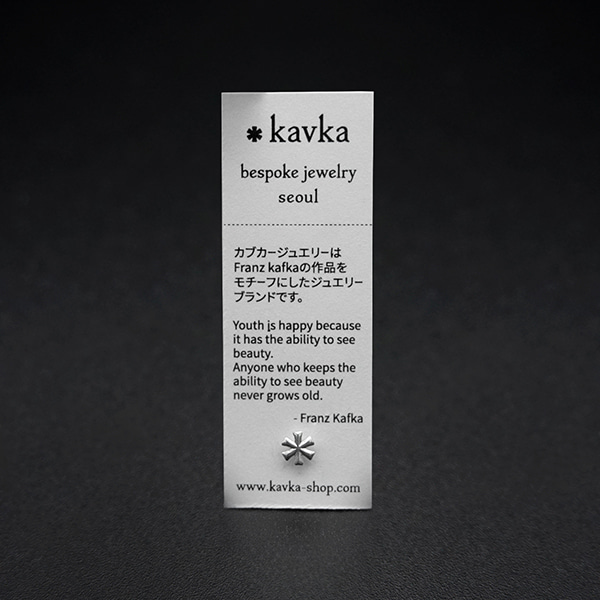 * kavka
bespoke jewelry
seoul
カブカージュエリーは
Franz kafkaの作品を
モチーフにしたジュエリー
ブランドです。
Youth is happy because
it has the ability to see
beauty.
Anyone who keeps the
ability to see beauty
never grows old.
- Franz Kafka
www.kavka-shop.com